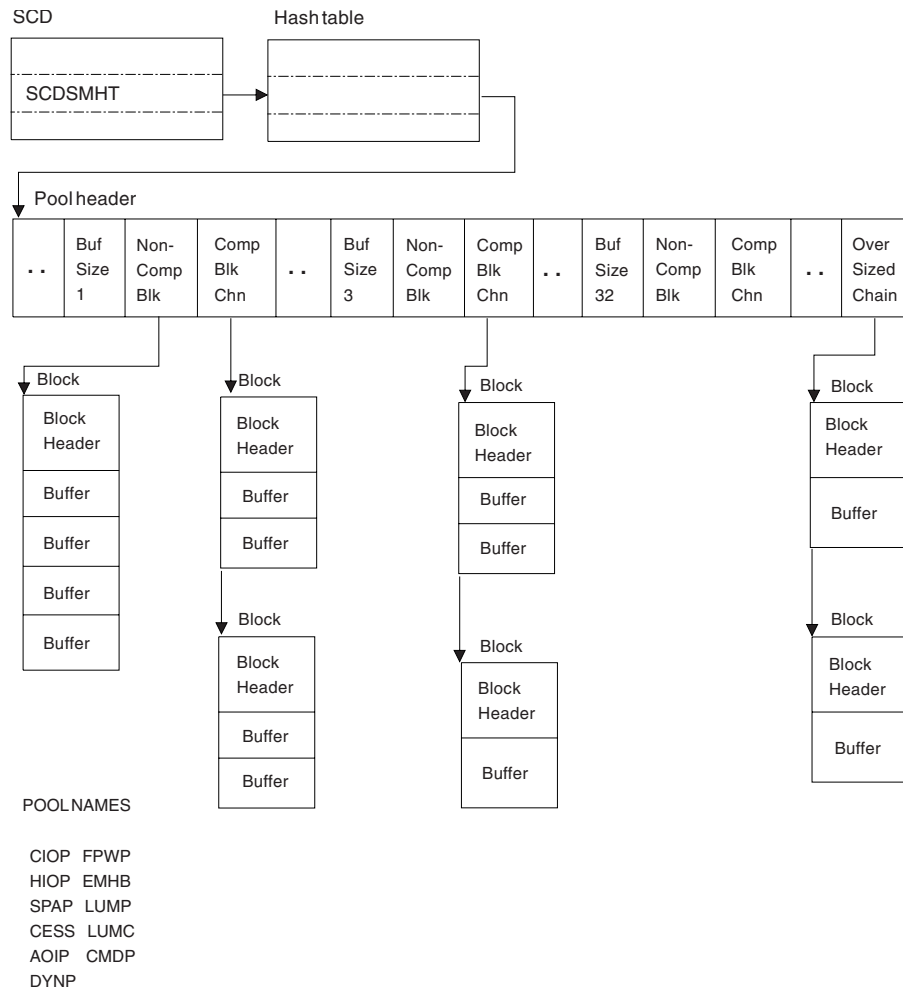 SCD
Hash table
SCDSMHT
Pool header
. .
Buf
Size
1
Non-
Comp
Blk
Comp
Blk
Chn
. .
Buf
Size
3
Non-
Comp
Blk
Comp
Blk
Chn
. .
Buf
Size
32
Non-
Comp
Blk
Comp
Blk
Chn
. .
Over
Sized
Chain
Block
Block
Header
Buffer
Buffer
Buffer
Buffer
Block
Block
Header
Buffer
Buffer
Block
Block
Header
Buffer
Buffer
Block
Block
Header
Buffer
Buffer
Block
Block
Header
Buffer
Block
Block
Header
Buffer
Block
Block
Header
Buffer
POOL NAMES
CIOP FPWP
HIOP EMHB
SPAP LUMP
CESS LUMC
AOIP CMDP
DYNP